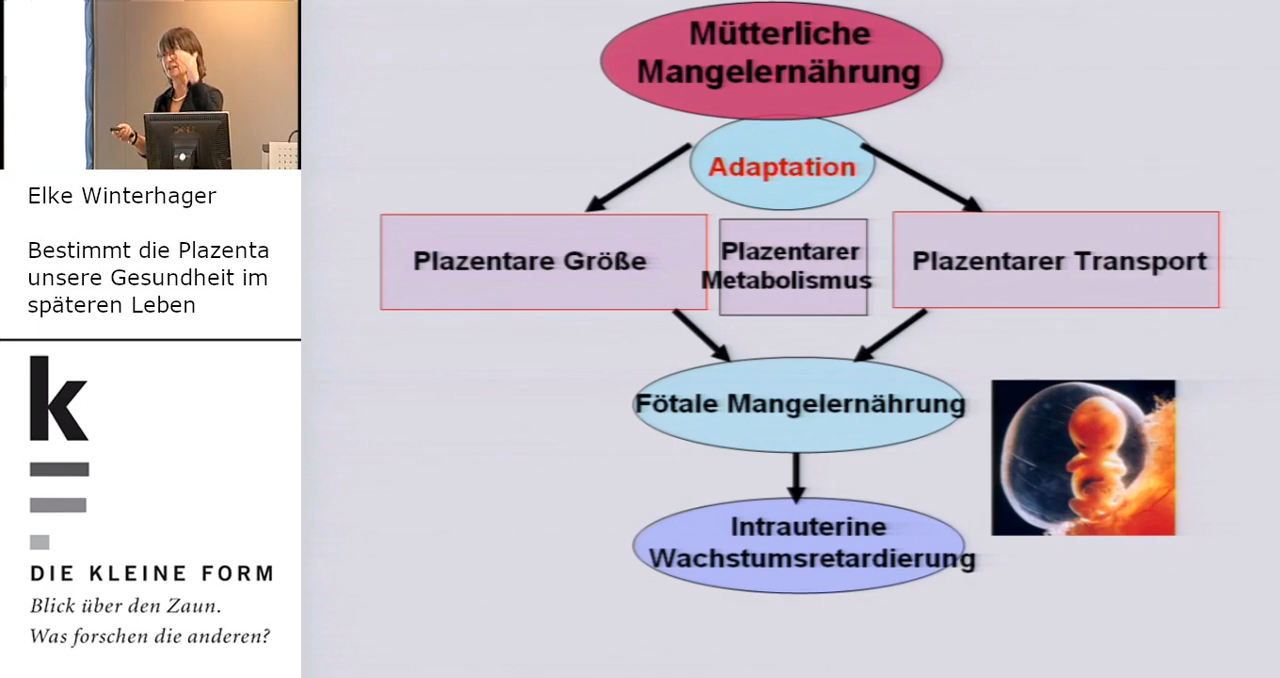 Elke Winterhager
Bestimmt die Plazenta
unsere Gesundheit im
späteren Leben
k
DIE KLEINE FORM
Blick über den Zaun.
Was forschen die anderen?
Mütterliche
Mangelernährung
Adaptation
Plazentare Größe
Plazentarer
Metabolismus
Plazentarer Transport
Fötale Mangelernährung
Intrauterine
Wachstumsretardierung